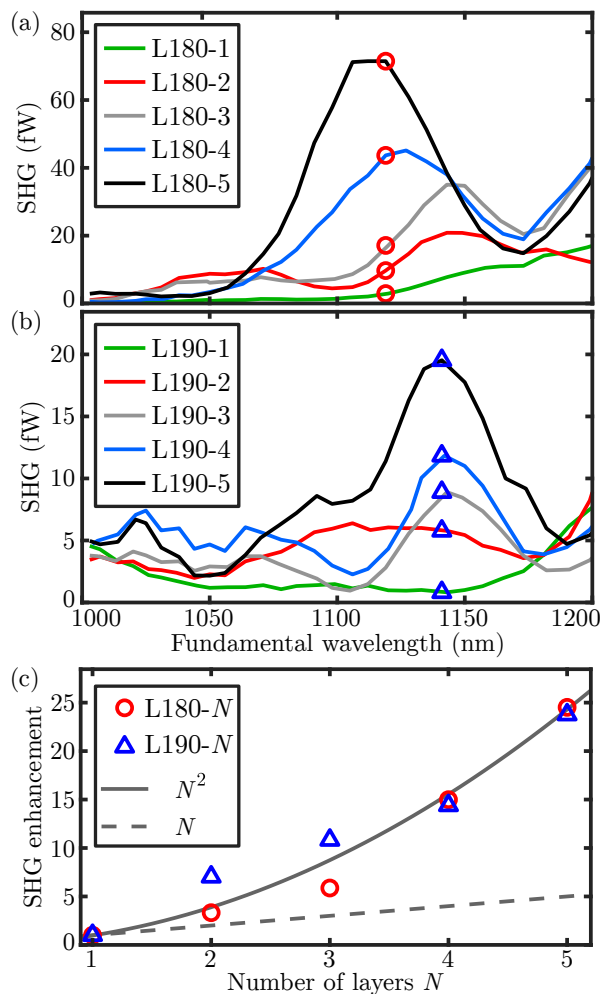 (a)
L180-1
L180-2
L180-3
L180-4
L180-5
SHG (fW)
80
60
40
20
0
(b)
L190-1
L190-2
L190-3
L190-4
L190-5
SHG (fW)
20
15
10
5
0
1000 1050 1100 1150 1200
Fundamental wavelength (nm)
(c)
L180-N
L190-N
N²
N
SHG enhancement
25
20
15
10
5
0
1 2 3 4 5
Number of layers N